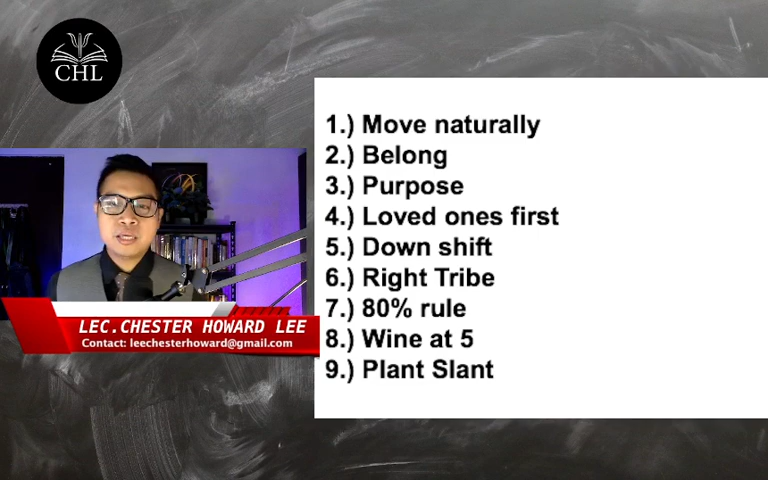 CHL
1.) Move naturally
2.) Belong
3.) Purpose
4.) Loved ones first
5.) Down shift
6.) Right Tribe
7.) 80% rule
8.) Wine at 5
9.) Plant Slant
LEC.CHESTER HOWARD LEE
Contact: leechesterhoward@gmail.com